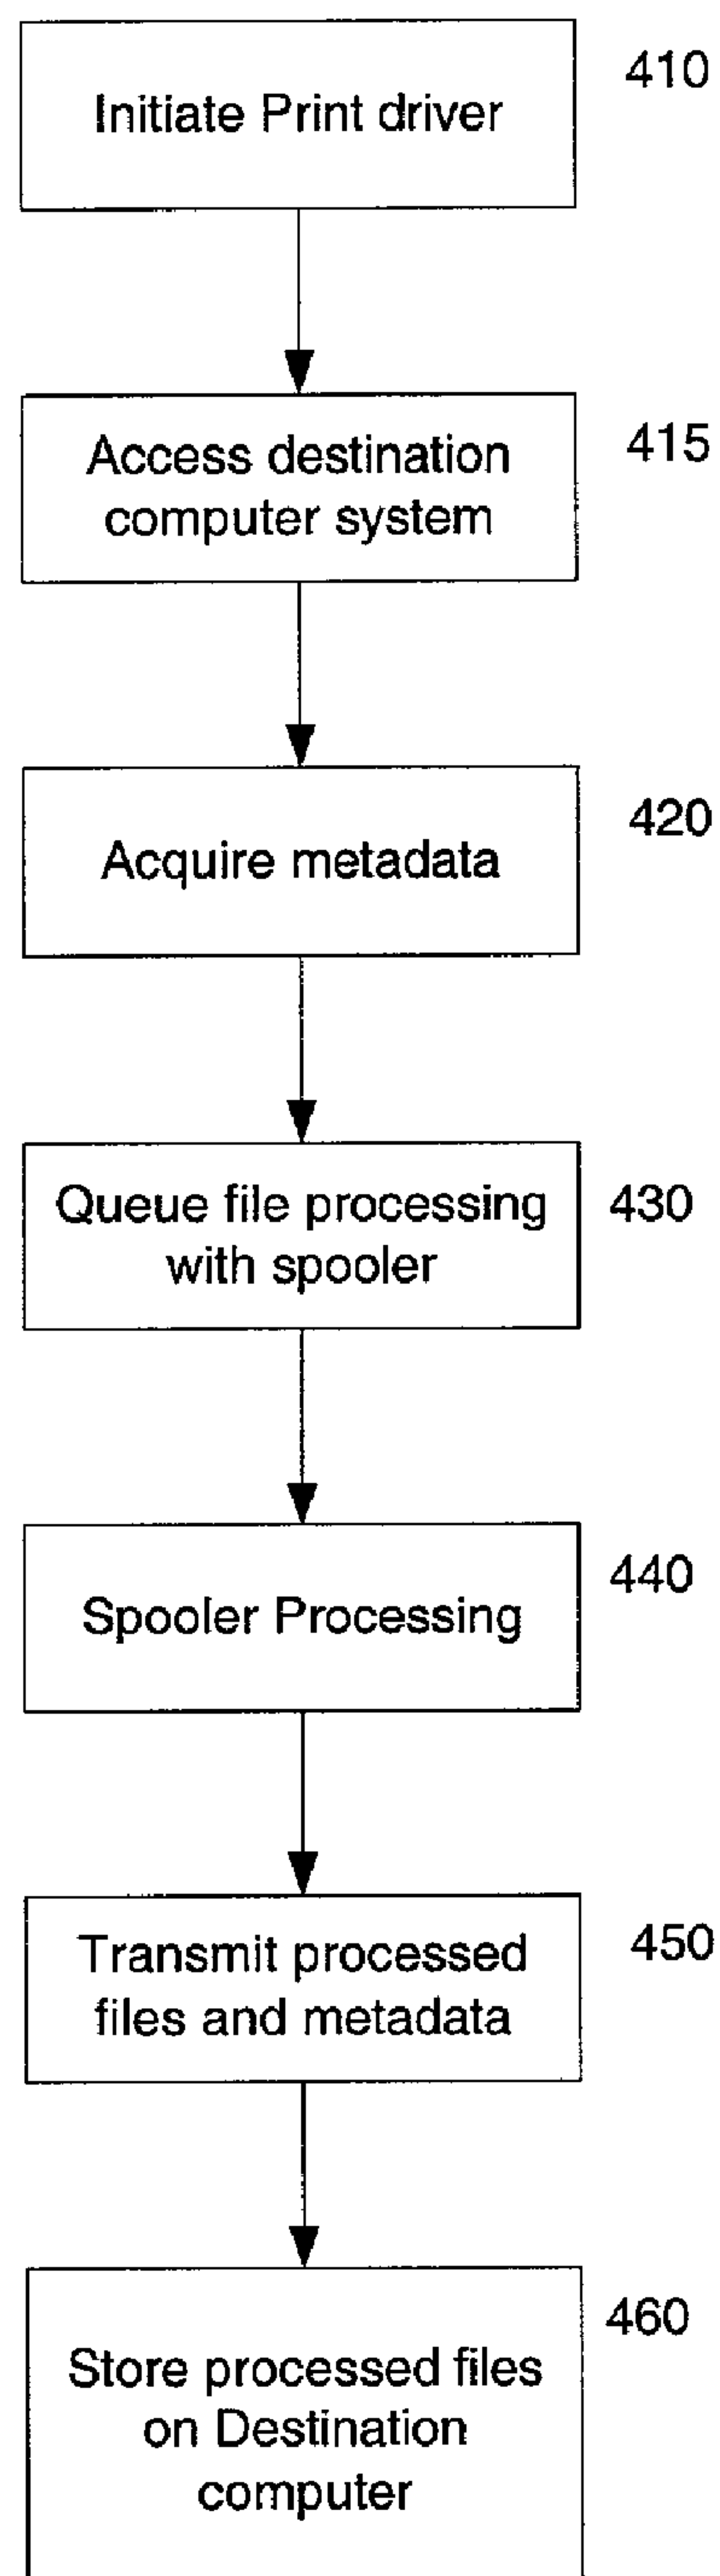 410
Initiate Print driver
415
Access destination
computer system
420
Acquire metadata
430
Queue file processing
with spooler
440
Spooler Processing
450
Transmit processed
files and metadata
460
Store processed files
on Destination
computer